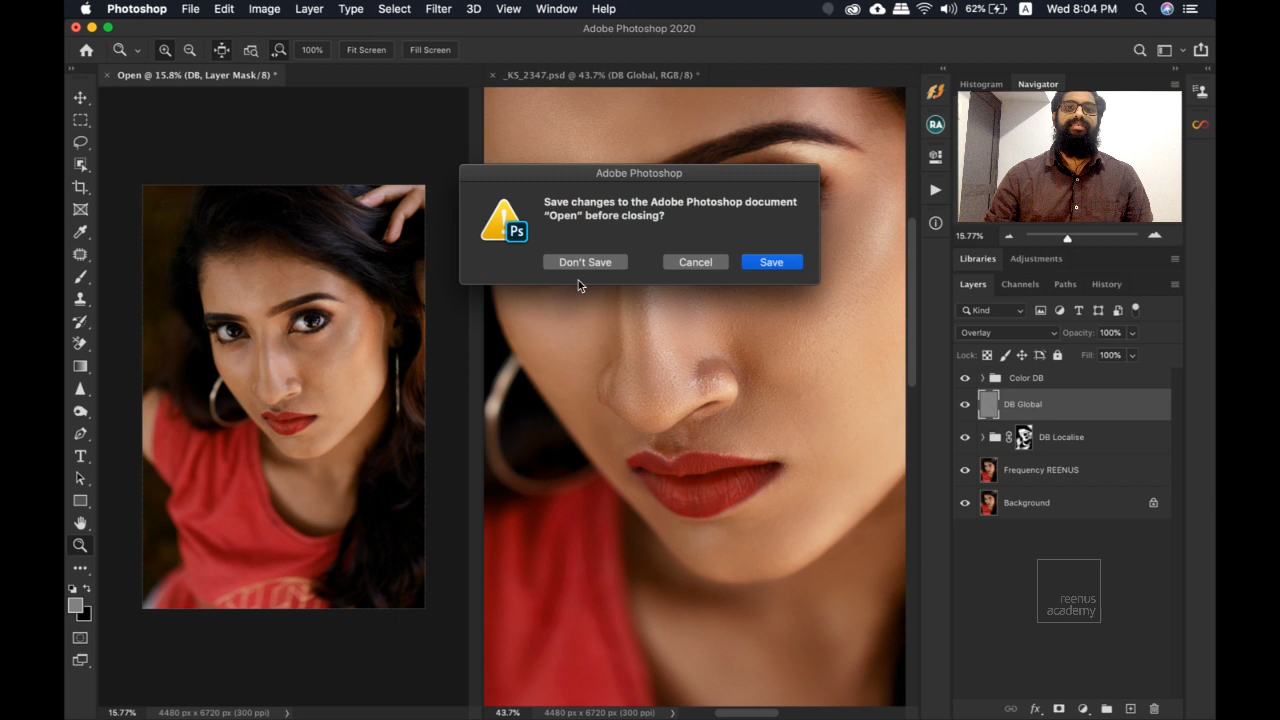 Photoshop File Edit Image Layer Type Select Filter 3D View Window Help 62% A Wed 8:04 PM
Adobe Photoshop 2020
100% Fit Screen Fill Screen
Open @ 15.8% (DB, Layer Mask/8) *
_KS_2347.psd @ 43.7% (DB Global, RGB/8) *
Histogram Navigator
RA
Adobe Photoshop
Save changes to the Adobe Photoshop document
“Open” before closing?
Ps
Don't Save Cancel Save
15.77%
Libraries Adjustments
Layers Channels Paths History
Kind
Overlay Opacity: 100%
Lock: Fill: 100%
Color DB
DB Global
DB Localise
Frequency REENUS
Background
reenus
academy
15.77% 4480 px x 6720 px (300 ppi)
43.7% 4480 px x 6720 px (300 ppi)